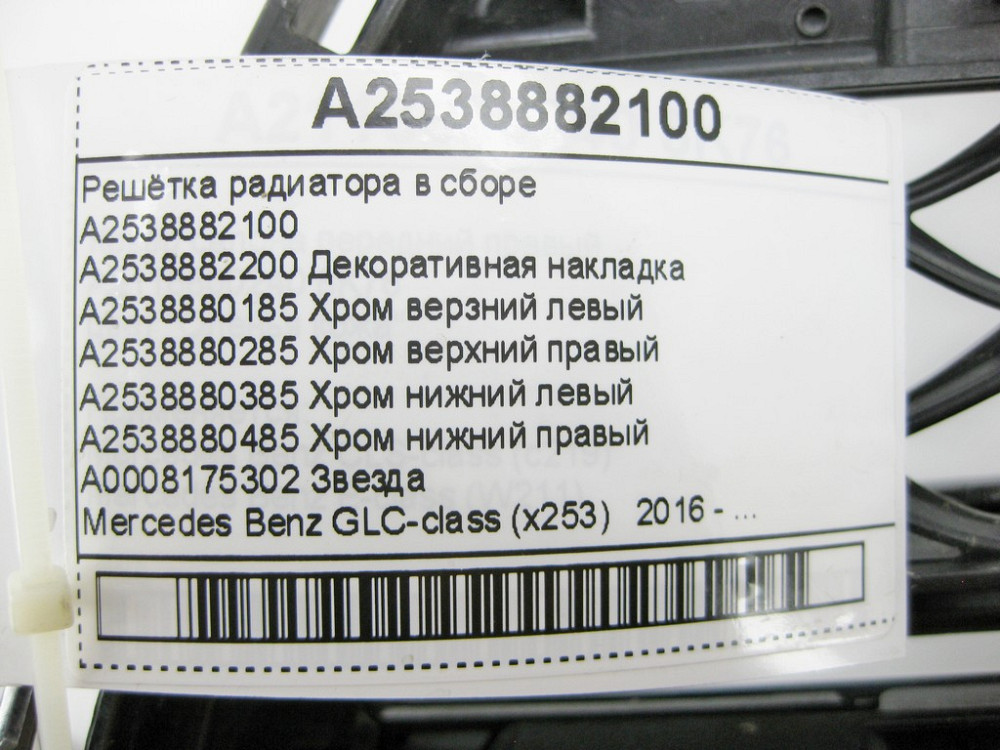 A2538882100
Решётка радиатора в сборе
A2538882100
A2538882200 Декоративная накладка
A2538880185 Хром верзний левый
A2538880285 Хром верхний правый
A2538880385 Хром нижний левый
A2538880485 Хром нижний правый
A0008175302 Звезда
Mercedes Benz GLC-class (x253) 2016 - ...